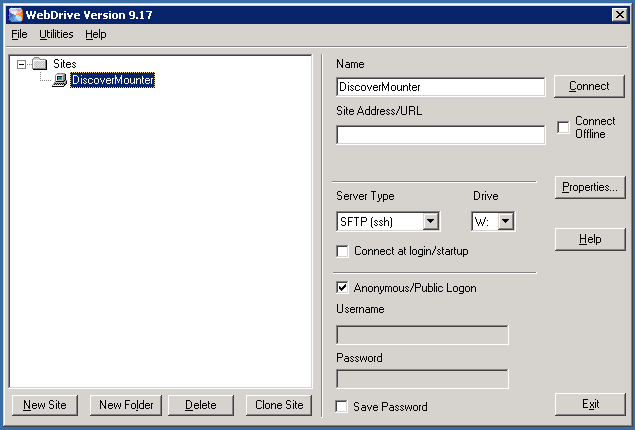 WebDrive Version 9.17
File Utilities Help
Sites
DiscoverMounter
Name
DiscoverMounter
Connect
Site Address/URL
Connect
Offline
Properties...
Server Type Drive
SFTP (ssh) W:
Help
Connect at login/startup
Anonymous/Public Logon
Username
Password
New Site New Folder Delete Clone Site
Save Password
Exit